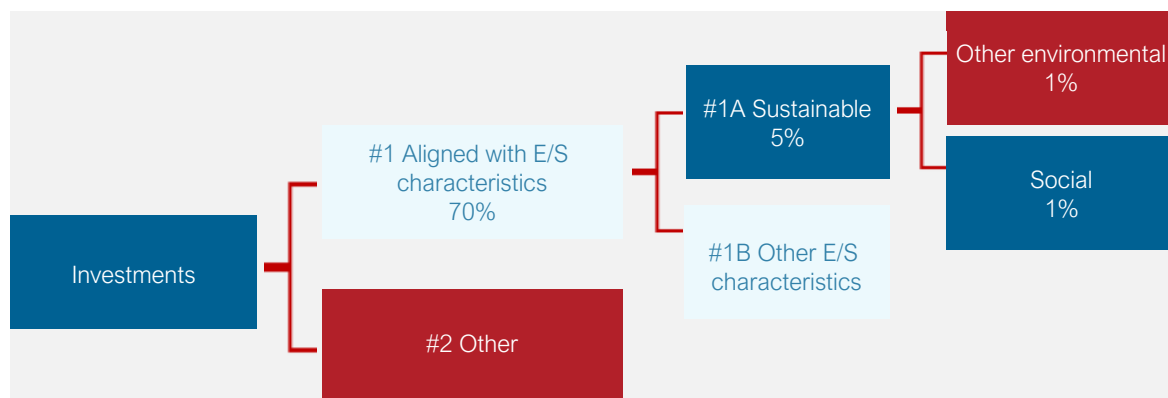 Investments
#1 Aligned with E/S
characteristics
70%
#2 Other
#1A Sustainable
5%
#1B Other E/S
characteristics
Other environmental
1%
Social
1%